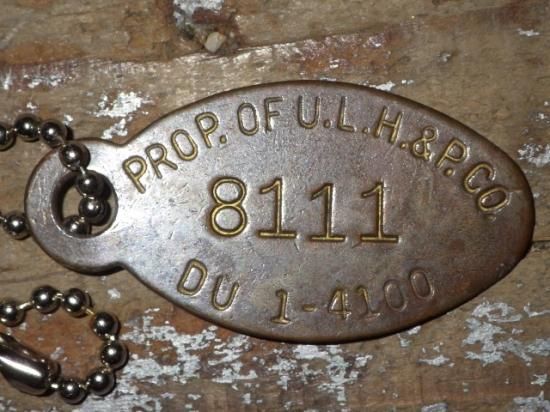 PROP. OF U.L.H.&P. CO.
8111
DU 1-4100